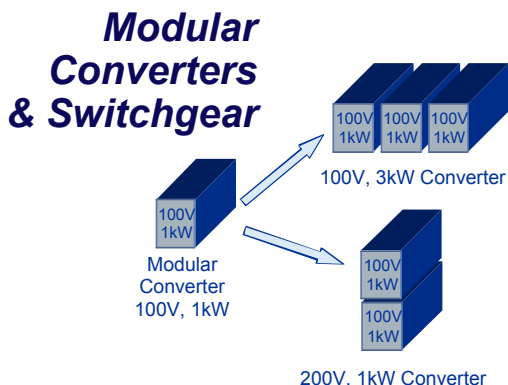 Modular
Converters
& Switchgear
100V
1kW
100V
1kW
100V
1kW
100V, 3kW Converter
100V
1kW
Modular
Converter
100V, 1kW
100V
1kW
100V
1kW
200V, 1kW Converter